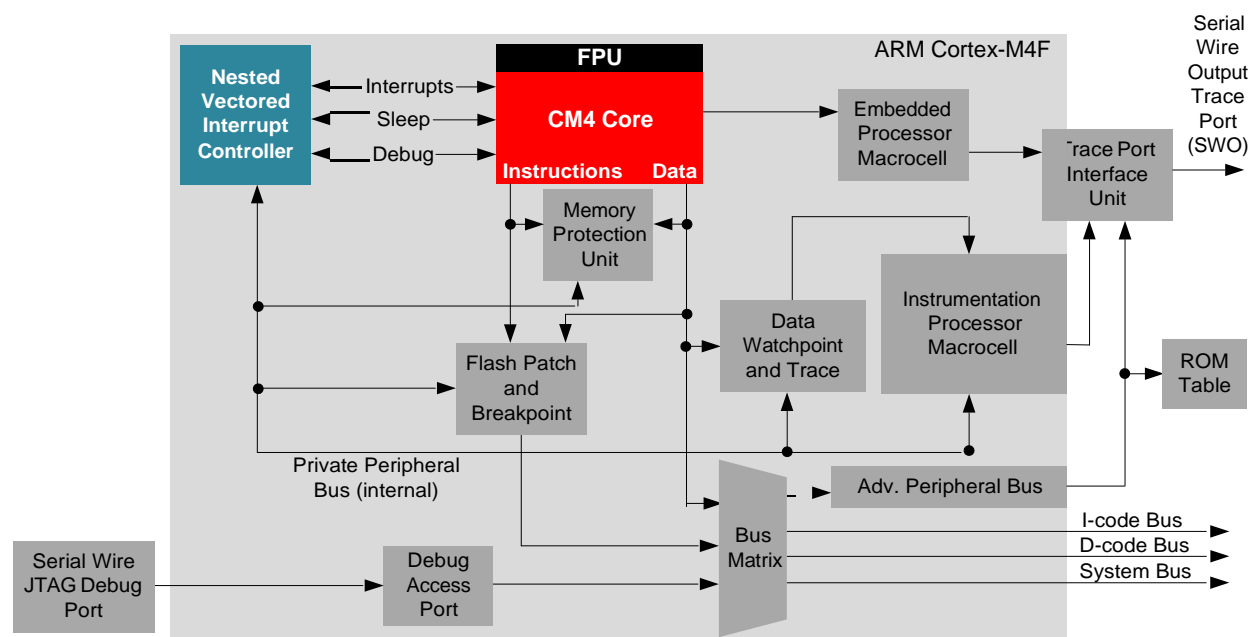 Serial
Wire
Output
Trace
Port
(SWO)
ARM Cortex-M4F
FPU
CM4 Core
Instructions Data
Nested
Vectored
Interrupt
Controller
Interrupts
Sleep
Debug
Embedded
Processor
Macrocell
Trace Port
Interface
Unit
Memory
Protection
Unit
Instrumentation
Processor
Macrocell
Data
Watchpoint
and Trace
Flash Patch
and
Breakpoint
ROM
Table
Private Peripheral
Bus (internal)
Adv. Peripheral Bus
Bus
Matrix
I-code Bus
D-code Bus
System Bus
Serial Wire
JTAG Debug
Port
Debug
Access
Port